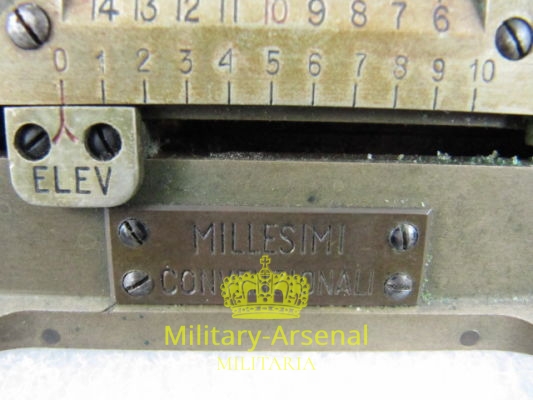 14 13 12 11 10 9 8 7 6
0 1 2 3 4 5 6 7 8 9 10
ELEV
MILLESIMI
CONVENZIONALI
Military-Arsenal
MILITARIA